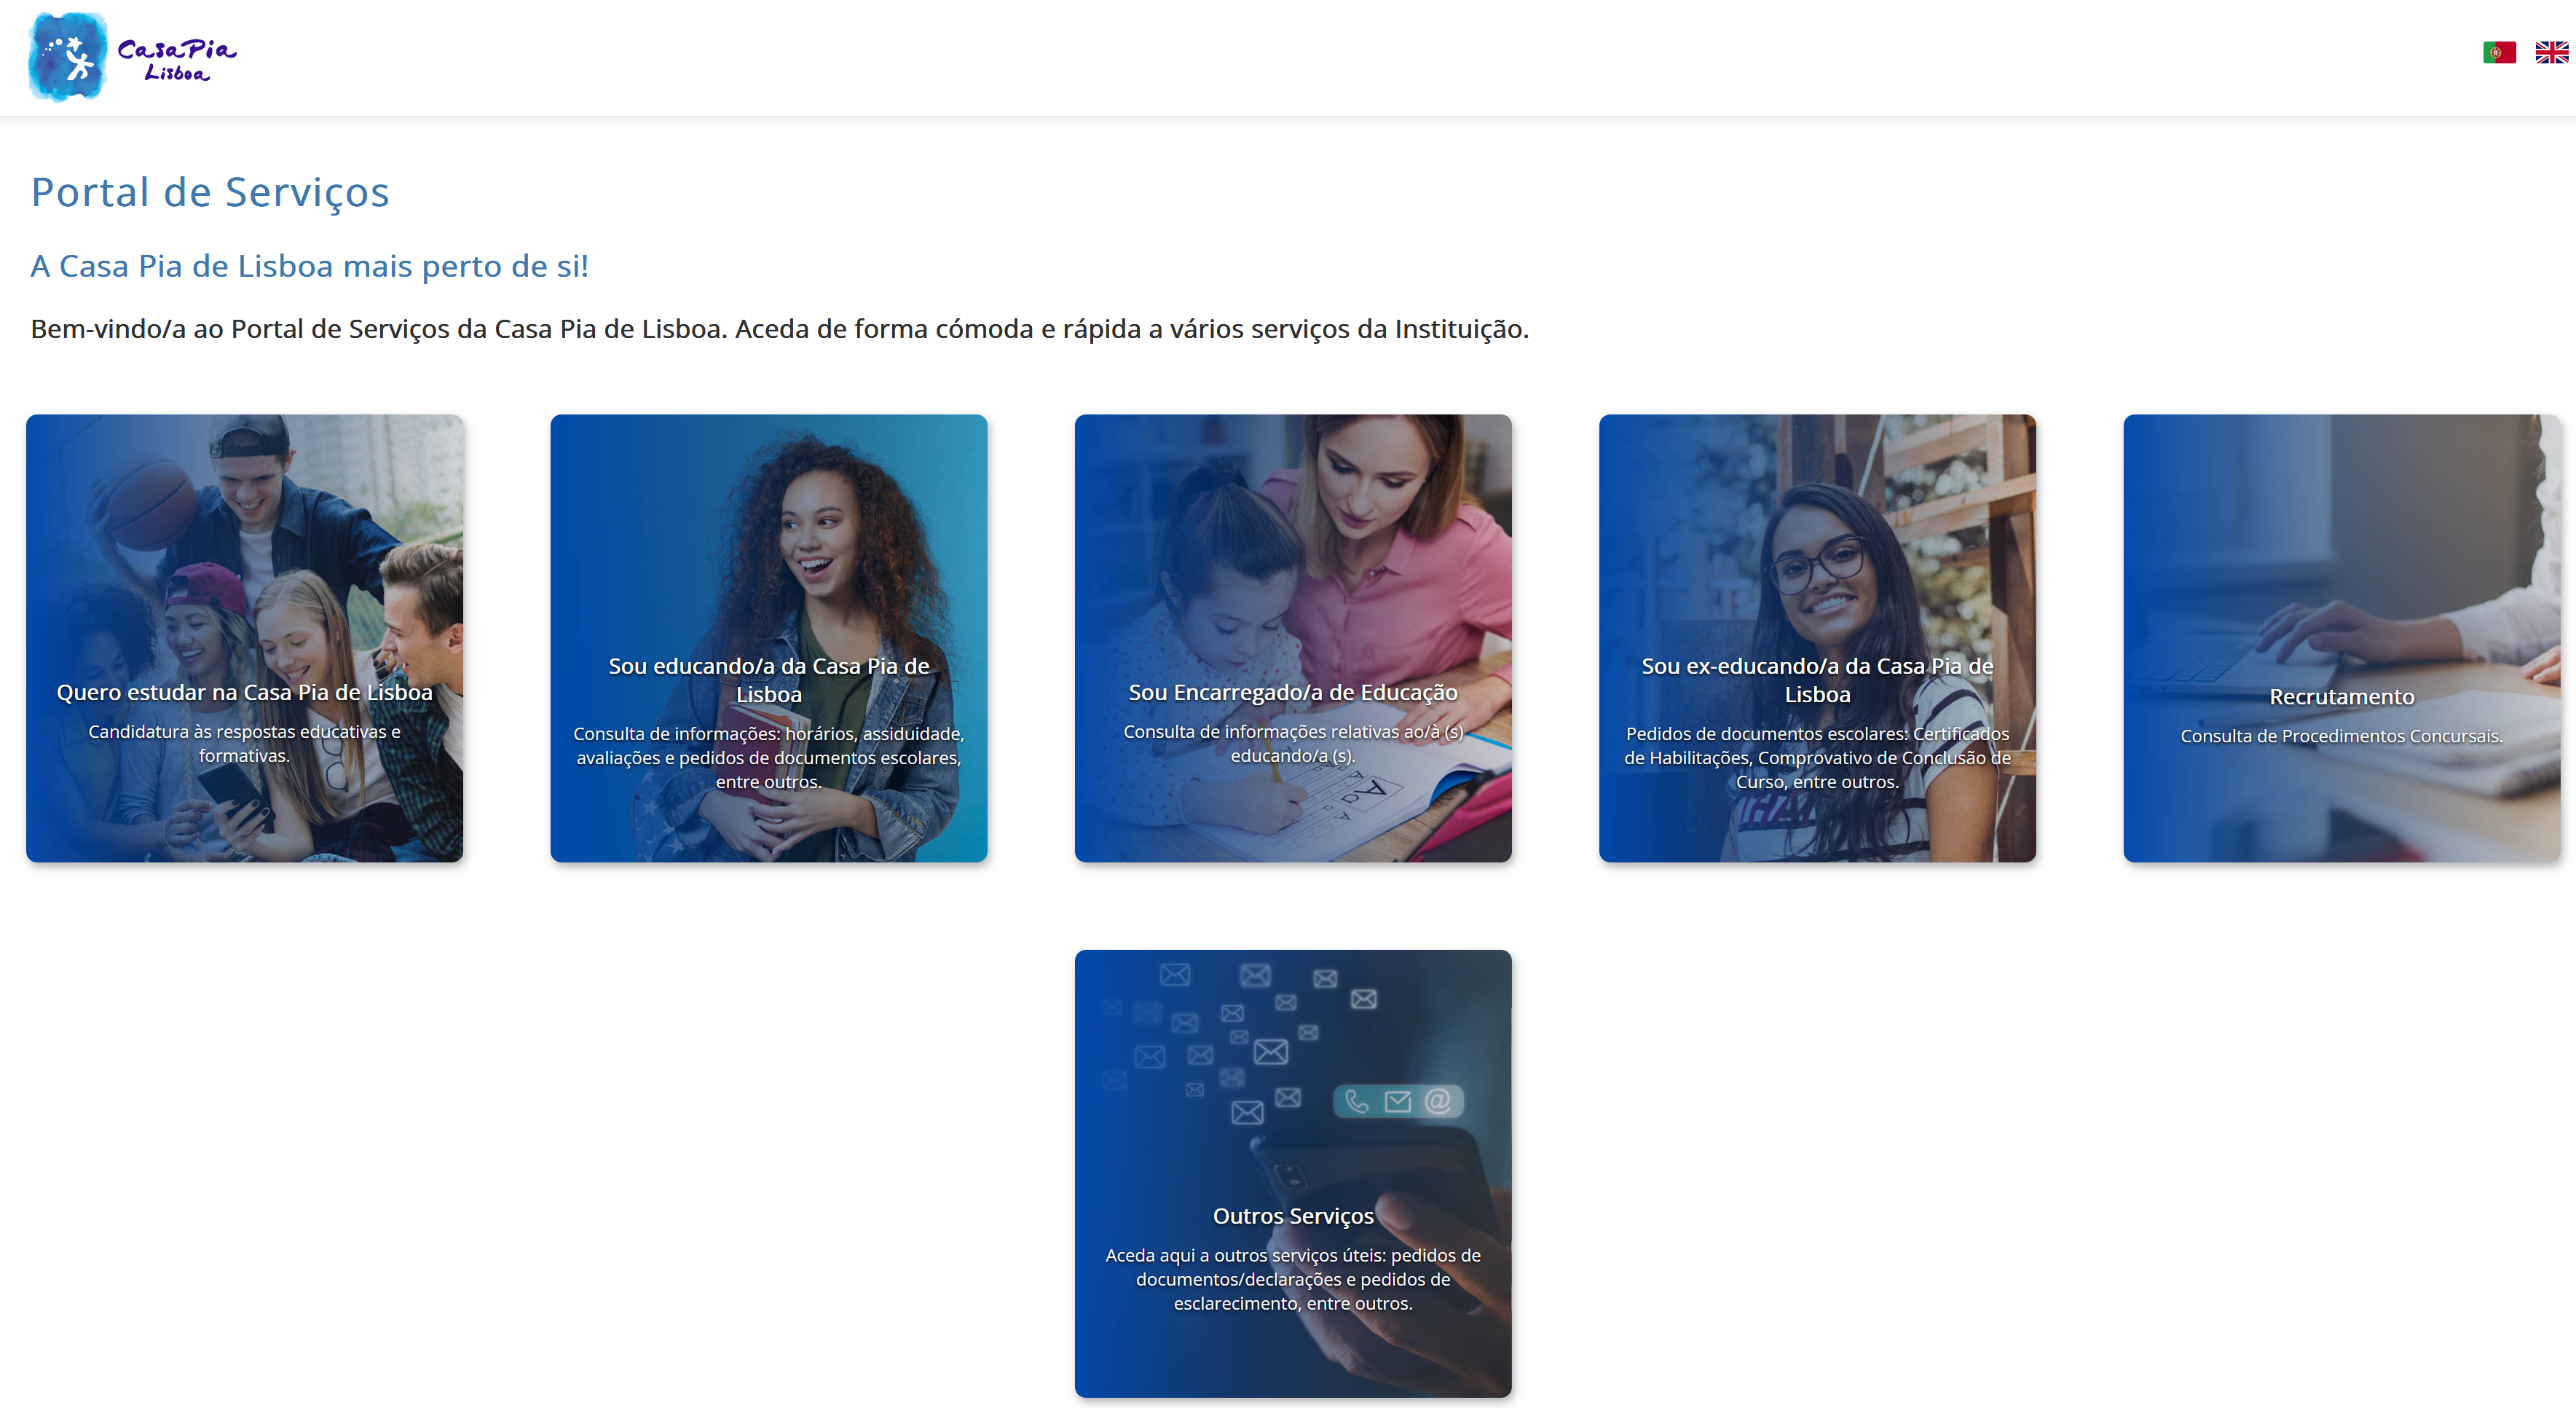 CasaPia
Lisboa
Portal de Serviços
A Casa Pia de Lisboa mais perto de si!
Bem-vindo/a ao Portal de Serviços da Casa Pia de Lisboa. Aceda de forma cómoda e rápida a vários serviços da Instituição.
Quero estudar na Casa Pia de Lisboa
Candidatura às respostas educativas e
formativas.
Sou educando/a da Casa Pia de
Lisboa
Consulta de informações: horários, assiduidade,
avaliações e pedidos de documentos escolares,
entre outros.
Sou Encarregado/a de Educação
Consulta de informações relativas ao/à (s)
educando/a (s).
Sou ex-educando/a da Casa Pia de
Lisboa
Pedidos de documentos escolares: Certificados
de Habilitações, Comprovativo de Conclusão de
Curso, entre outros.
Recrutamento
Consulta de Procedimentos Concursais.
Outros Serviços
Aceda aqui a outros serviços úteis: pedidos de
documentos/declarações e pedidos de
esclarecimento, entre outros.